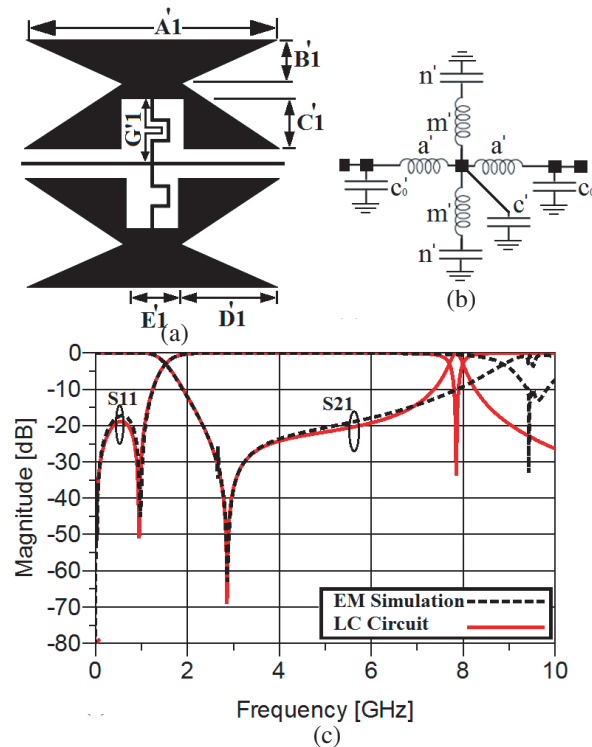 A'1
B'1
C'1
G'1
E'1
D'1
(a)
n'
m'
a'
a'
c₀'
c'
c₀
m'
n'
(b)
0
-10
-20
-30
-40
-50
-60
-70
-80
Magnitude [dB]
S11
S21
EM Simulation
LC Circuit
0
2
4
6
8
10
Frequency [GHz]
(c)